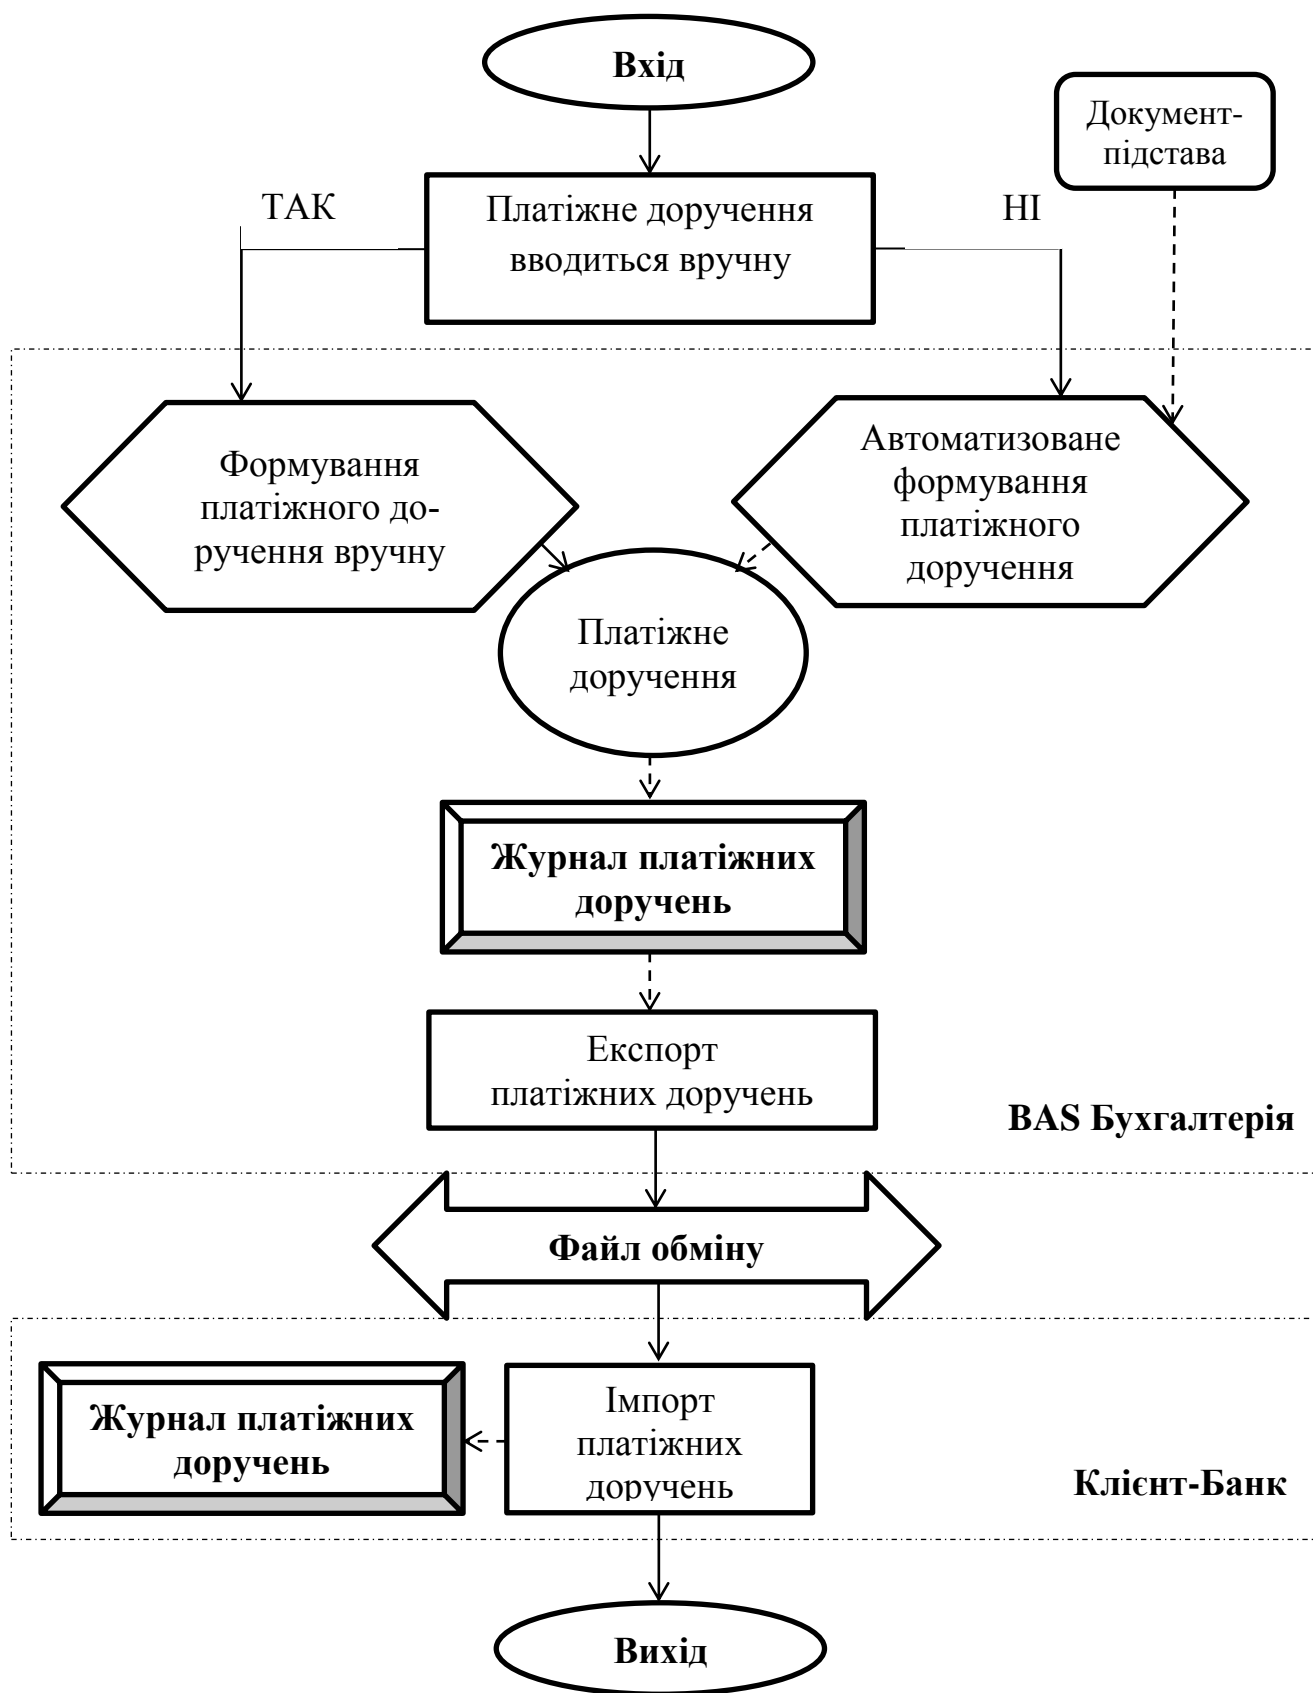 Вхід
Документ-
підстава
ТАК
Платіжне доручення
вводиться вручну
НІ
Формування
платіжного до-
ручення вручну
Автоматизоване
формування
платіжного
доручення
Платіжне
доручення
Журнал платіжних
доручень
Експорт
платіжних доручень
BAS Бухгалтерія
Файл обміну
Журнал платіжних
доручень
Імпорт
платіжних
доручень
Клієнт-Банк
Вихід